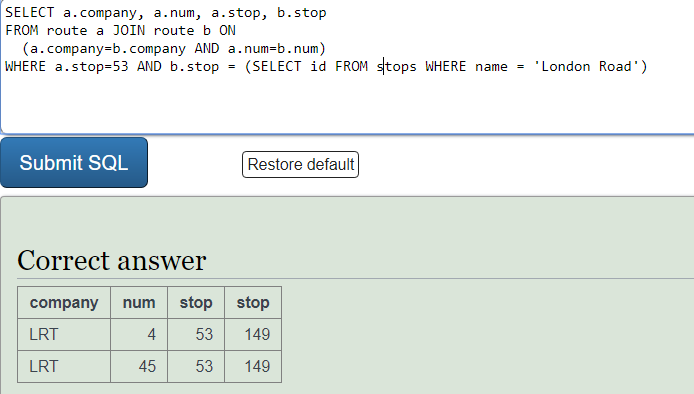 SELECT a.company, a.num, a.stop, b.stop
FROM route a JOIN route b ON
(a.company=b.company AND a.num=b.num)
WHERE a.stop=53 AND b.stop = (SELECT id FROM stops WHERE name = 'London Road')
Submit SQL Restore default
Correct answer
company num stop stop
LRT 4 53 149
LRT 45 53 149